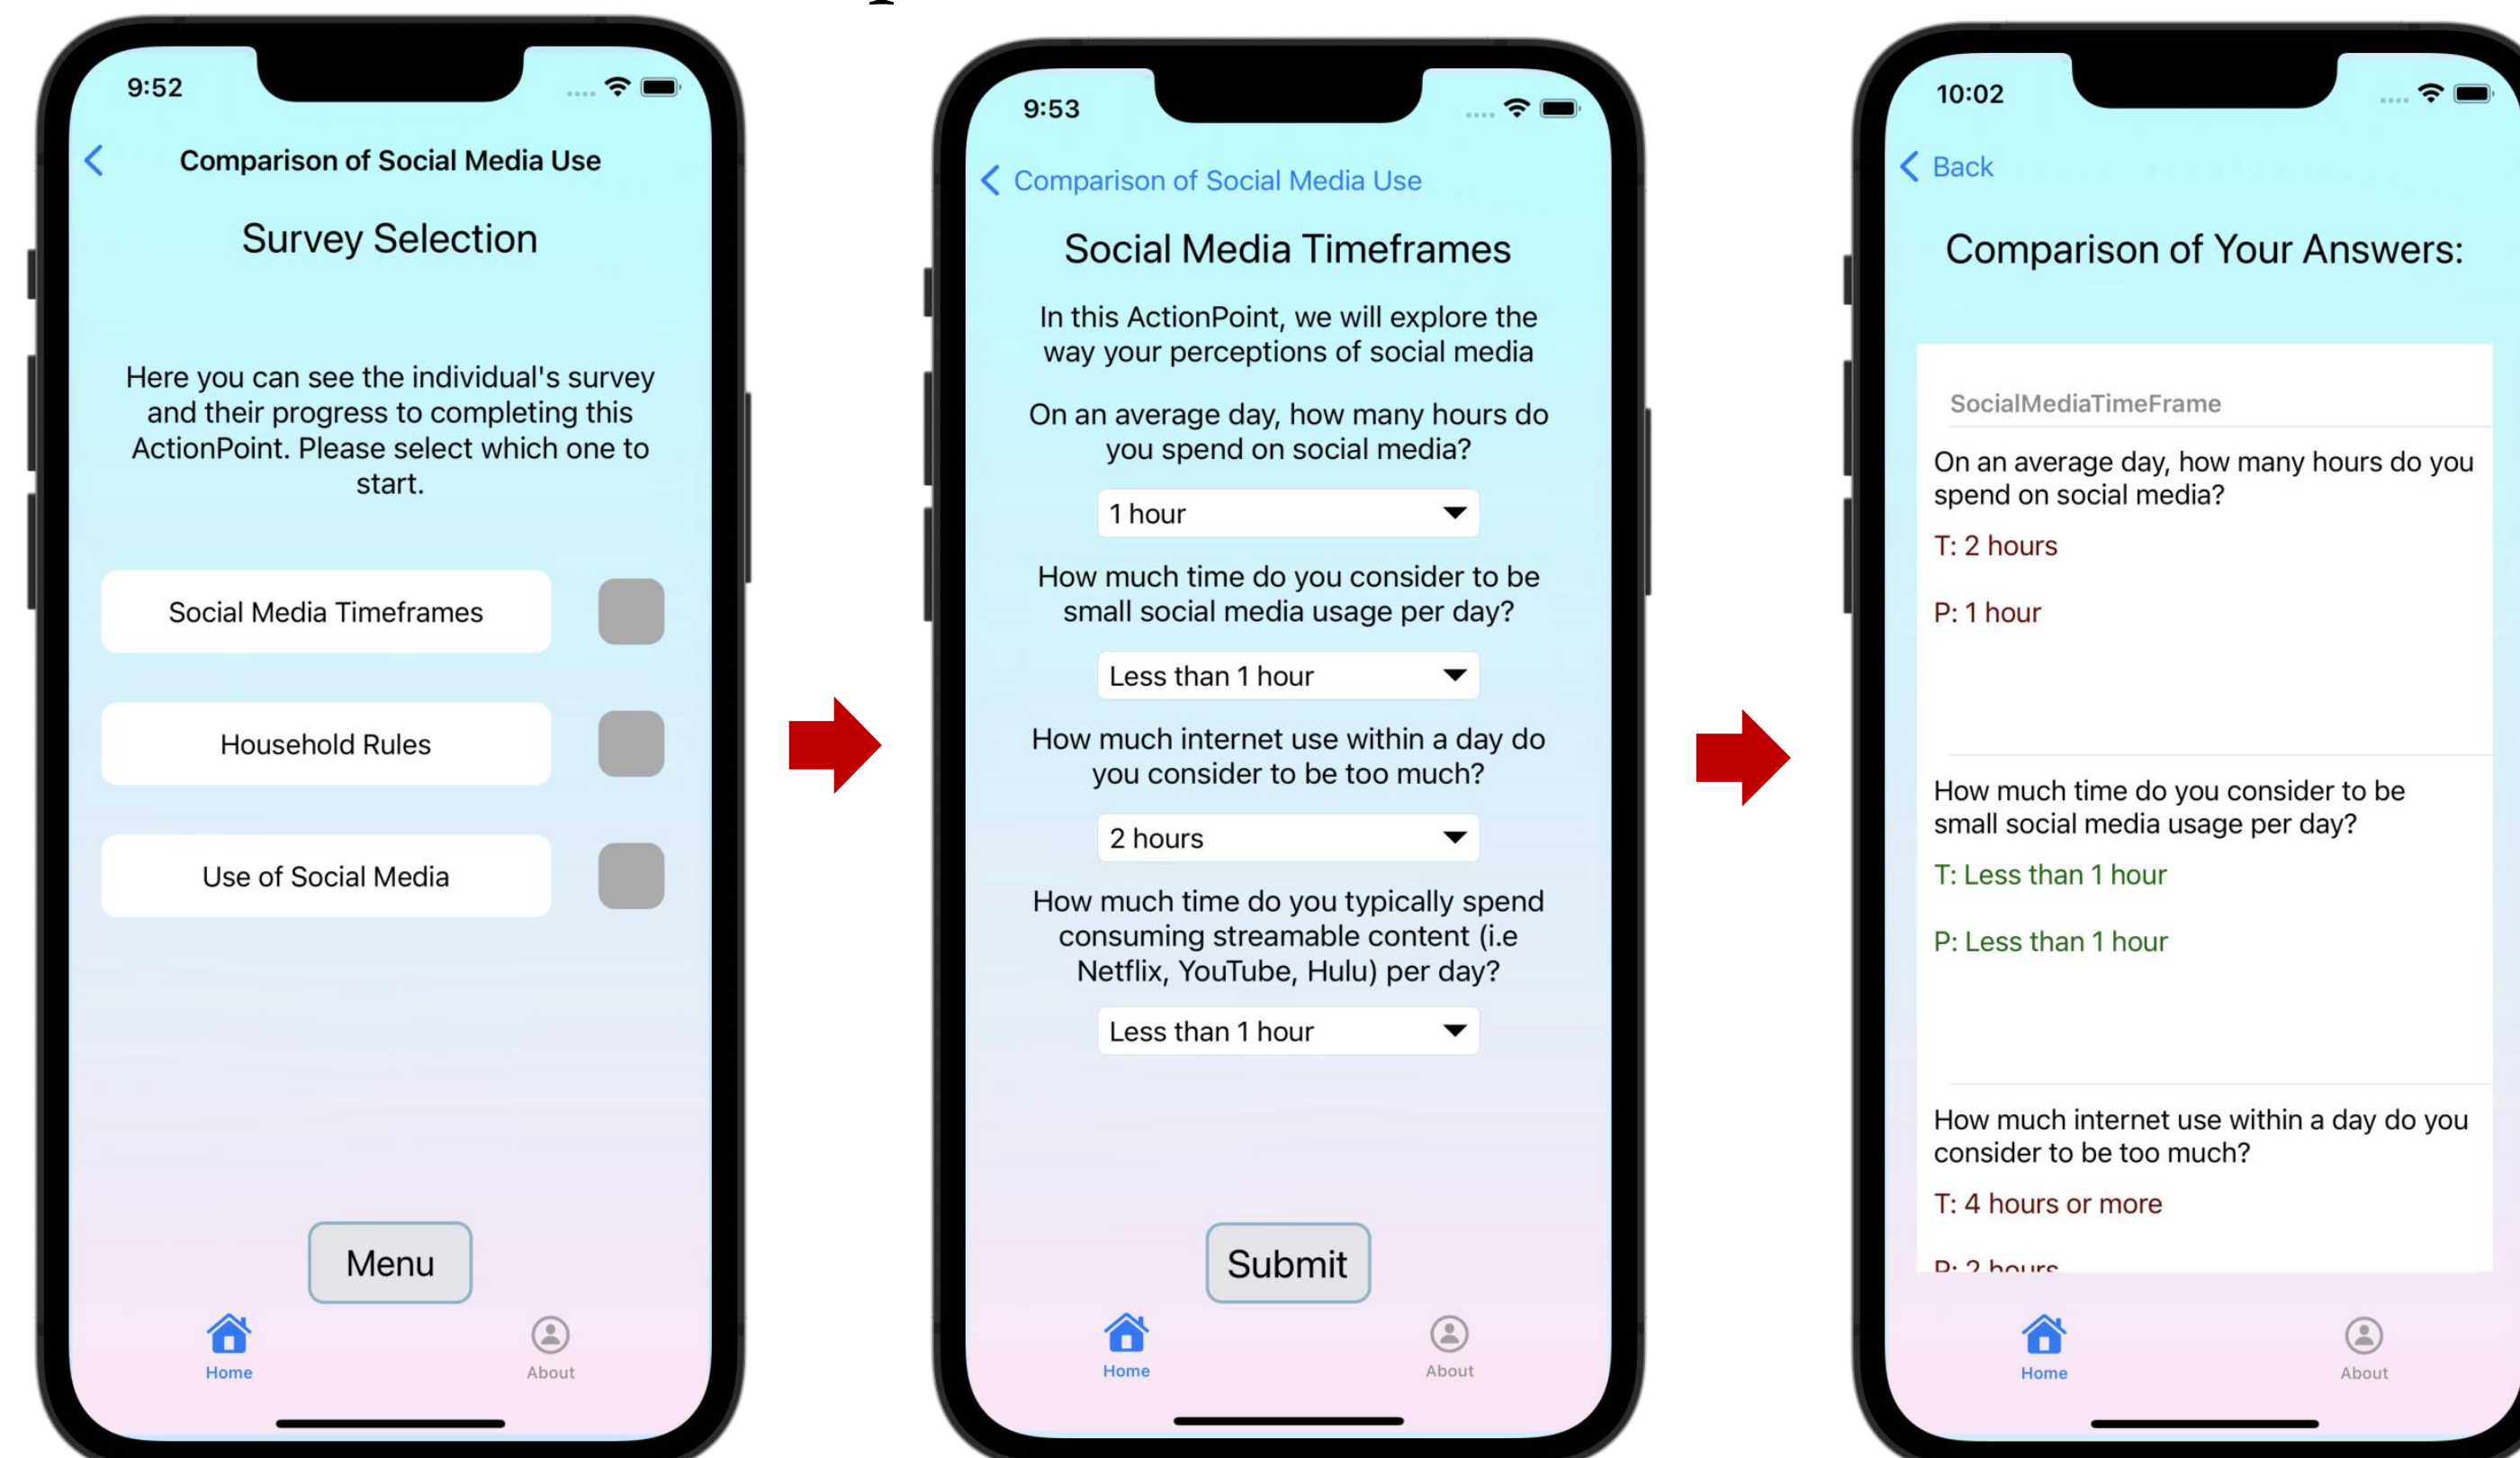 9:52
Comparison of Social Media Use
Survey Selection
Here you can see the individual's survey
and their progress to completing this
ActionPoint. Please select which one to
start.
Social Media Timeframes
Household Rules
Use of Social Media
Menu
Home
About
9:53
Comparison of Social Media Use
Social Media Timeframes
In this ActionPoint, we will explore the
way your perceptions of social media
On an average day, how many hours do
you spend on social media?
1 hour
How much time do you consider to be
small social media usage per day?
Less than 1 hour
How much internet use within a day do
you consider to be too much?
2 hours
How much time do you typically spend
consuming streamable content (i.e
Netflix, YouTube, Hulu) per day?
Less than 1 hour
Submit
Home
About
10:02
Back
Comparison of Your Answers:
SocialMediaTimeFrame
On an average day, how many hours do you
spend on social media?
T: 2 hours
P: 1 hour
How much time do you consider to be
small social media usage per day?
T: Less than 1 hour
P: Less than 1 hour
How much internet use within a day do you
consider to be too much?
T: 4 hours or more
P: 2 hours
Home
About